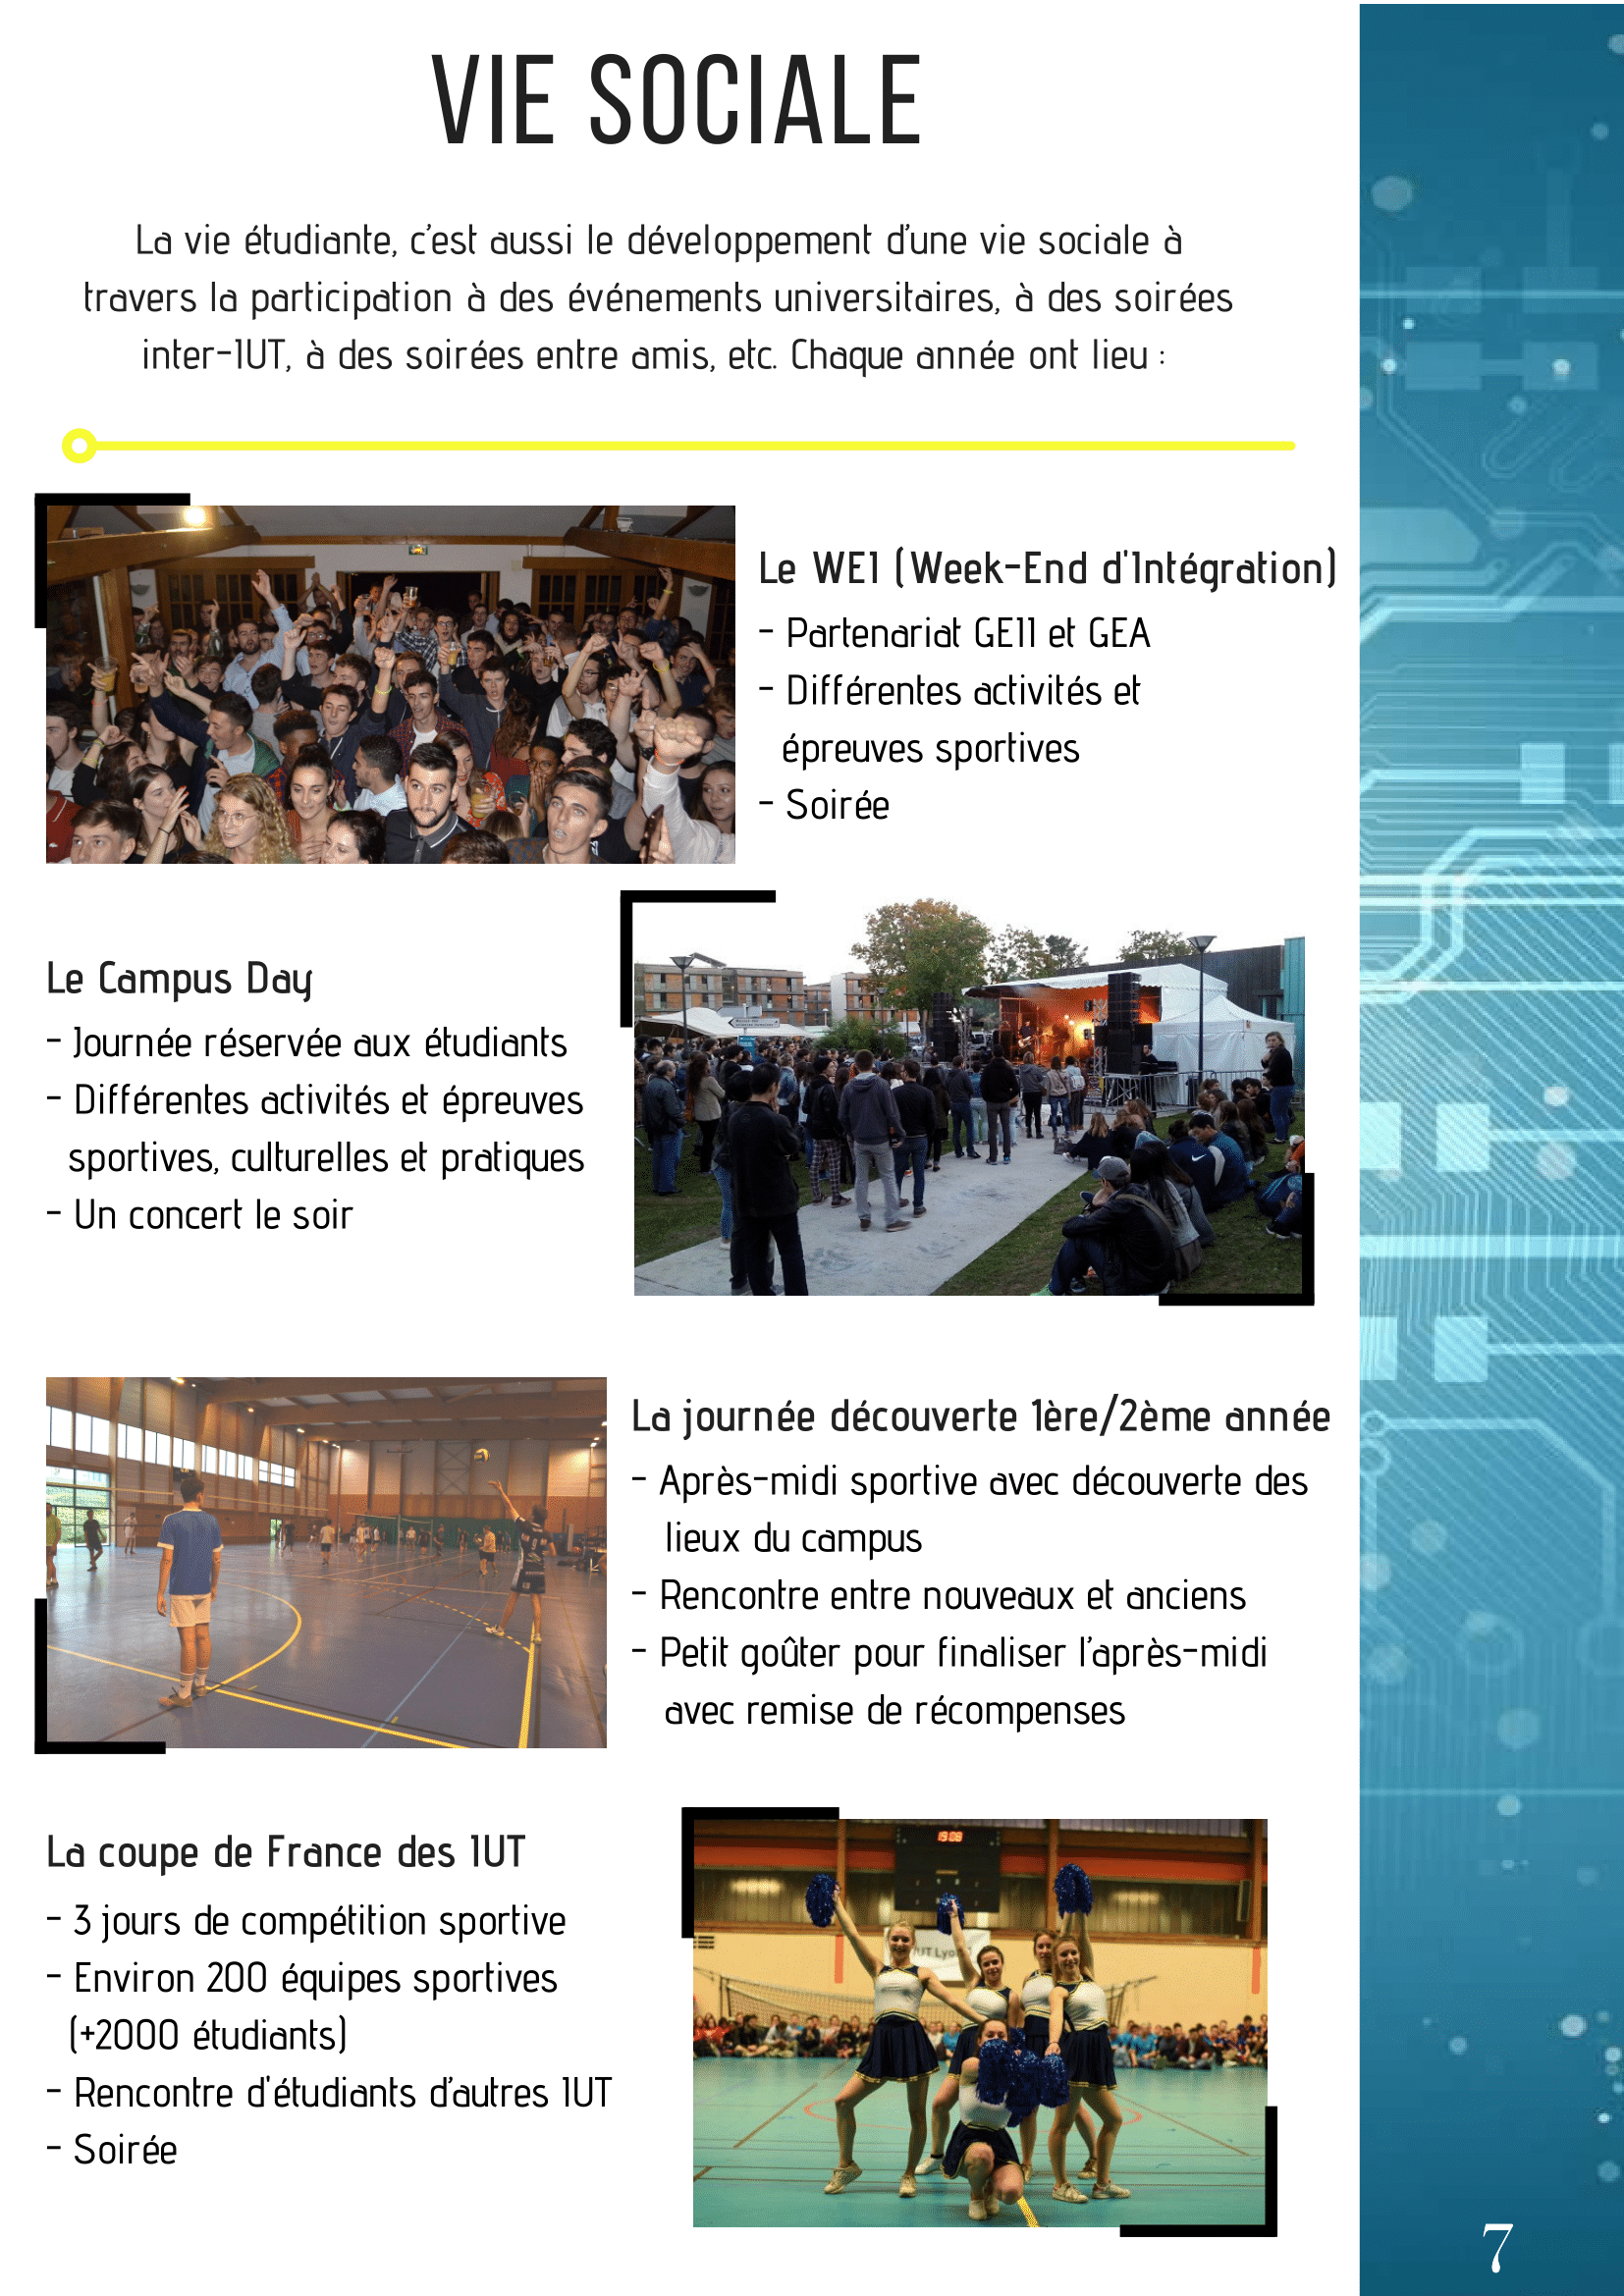 VIE SOCIALE
La vie étudiante, c’est aussi le développement d’une vie sociale à
travers la participation à des événements universitaires, à des soirées
inter-IUT, à des soirées entre amis, etc. Chaque année ont lieu :
Le WEI (Week-End d'Intégration)
- Partenariat GEII et GEA
- Différentes activités et
épreuves sportives
- Soirée
Le Campus Day
- Journée réservée aux étudiants
- Différentes activités et épreuves
sportives, culturelles et pratiques
- Un concert le soir
La journée découverte 1ère/2ème année
- Après-midi sportive avec découverte des
lieux du campus
- Rencontre entre nouveaux et anciens
- Petit goûter pour finaliser l’après-midi
avec remise de récompenses
La coupe de France des IUT
- 3 jours de compétition sportive
- Environ 200 équipes sportives
(+2000 étudiants)
- Rencontre d'étudiants d’autres IUT
- Soirée
19:08
IUT Lyon
7